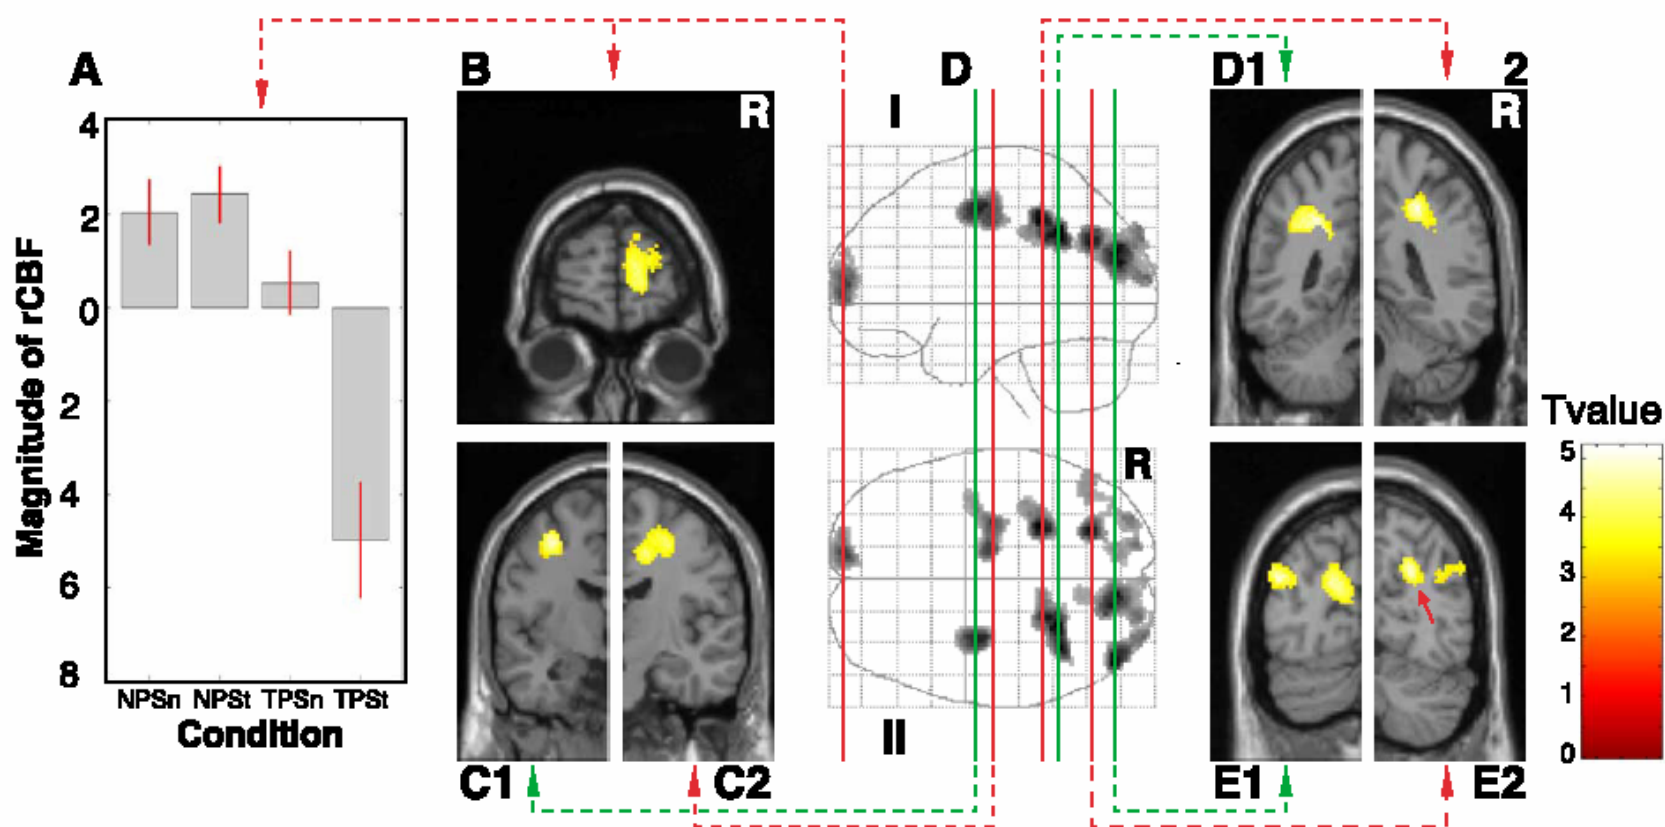 A
B
D
D1
2
I
R
R
4
2
0
2
4
6
8
Magnitude of rCBF
NPSn NPSt TPSn TPSt
Condition
R
II
C1
C2
E1
E2
Tvalue
5
4
3
2
1
0